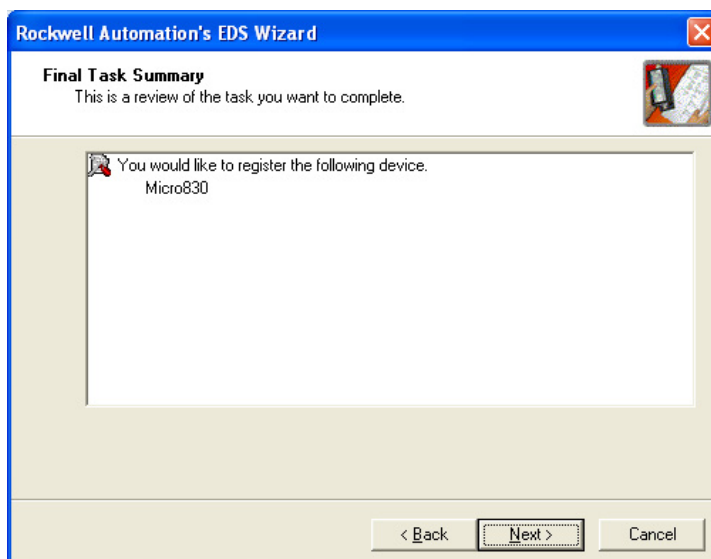 Rockwell Automation's EDS Wizard
Final Task Summary
This is a review of the task you want to complete.
You would like to register the following device.
Micro830
< Back
Next >
Cancel